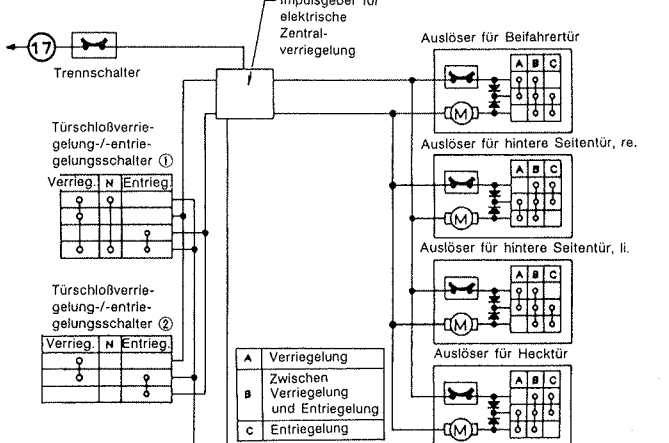 Impulsgeber für
elektrische
Zentral-
verriegelung
17
Trennschalter
Auslöser für Beifahrertür
A B C
M
Türschloßverrie-
gelung-/-entrie-
gelungsschalter ①
Verrieg. N Entrieg.
Auslöser für hintere Seitentür, re.
A B C
M
Auslöser für hintere Seitentür, li.
A B C
M
Türschloßverrie-
gelung-/-entrie-
gelungsschalter ②
Verrieg. N Entrieg.
A Verriegelung
B Zwischen
Verriegelung
und Entriegelung
C Entriegelung
Auslöser für Hecktür
A B C
M